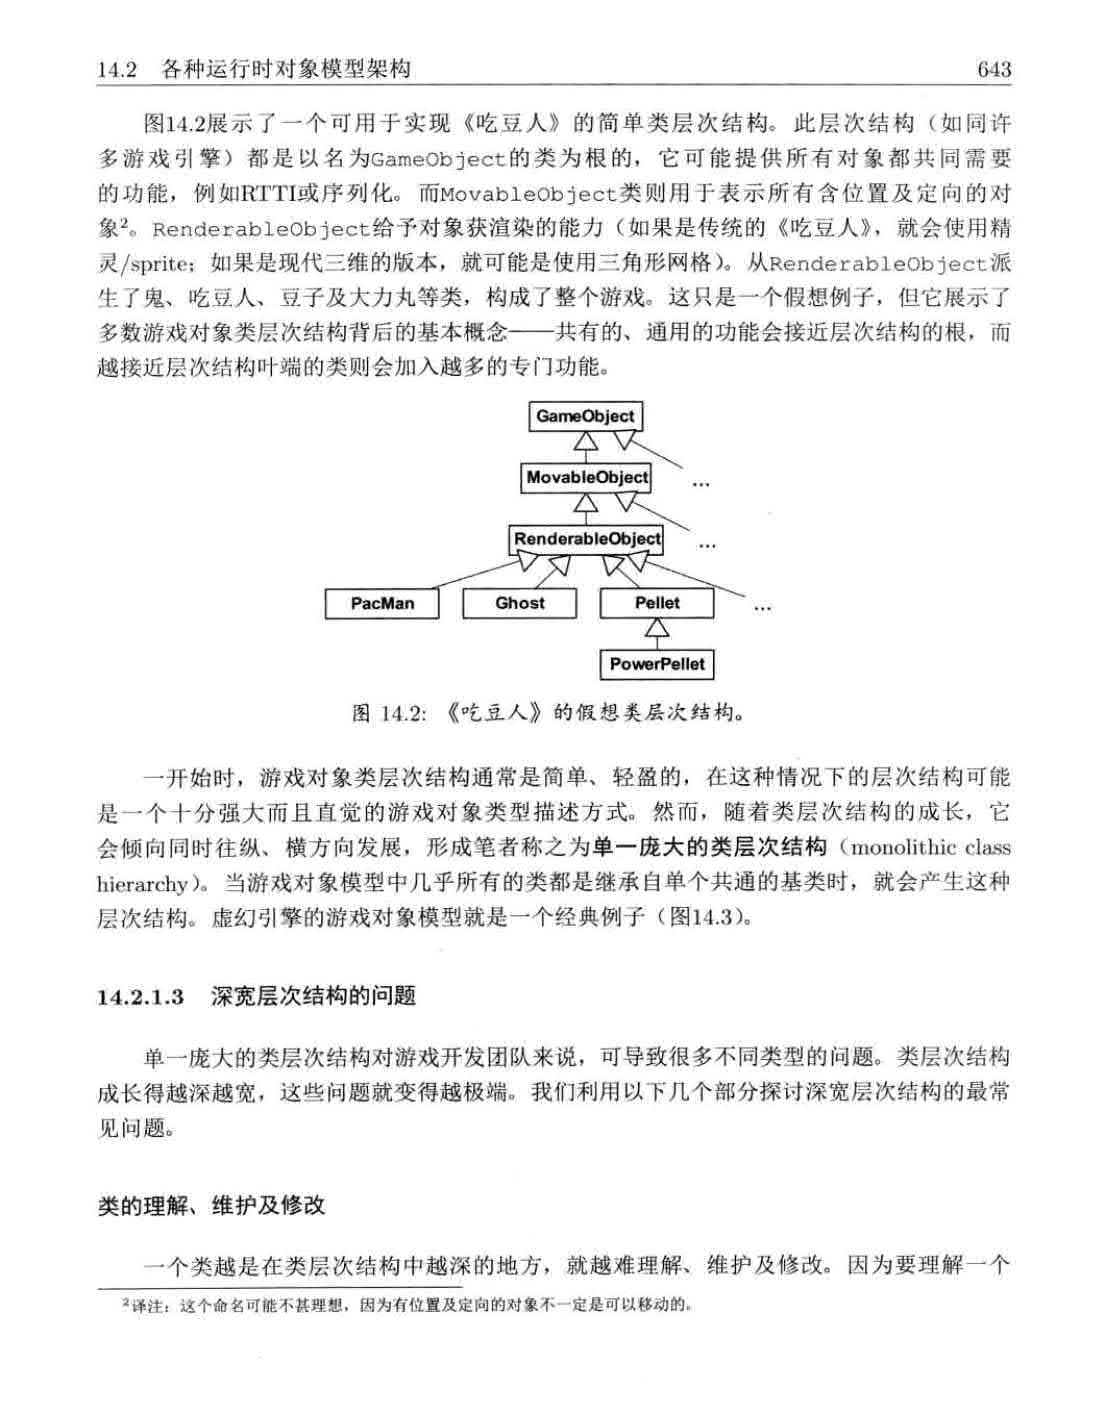 14.2 各种运行时对象模型架构 643
图14.2展示了一个可用于实现《吃豆人》的简单类层次结构。此层次结构（如同许
多游戏引擎）都是以名为GameObject的类为根的，它可能提供所有对象都共同需要
的功能，例如RTTI或序列化。而MovableObject类则用于表示所有含位置及定向的对
象²。RenderableObject给予对象获渲染的能力（如果是传统的《吃豆人》，就会使用精
灵/sprite；如果是现代三维的版本，就可能是使用三角形网格）。从RenderableObject派
生了鬼、吃豆人、豆子及大力丸等类，构成了整个游戏。这只是一个假想例子，但它展示了
多数游戏对象类层次结构背后的基本概念——共有的、通用的功能会接近层次结构的根，而
越接近层次结构叶端的类则会加入越多的专门功能。
GameObject
MovableObject
...
RenderableObject
...
PacMan Ghost Pellet ...
PowerPellet
图 14.2: 《吃豆人》的假想类层次结构。
一开始时，游戏对象类层次结构通常是简单、轻盈的，在这种情况下的层次结构可能
是一个十分强大而且直觉的游戏对象类型描述方式。然而，随着类层次结构的成长，它
会倾向同时往纵、横方向发展，形成笔者称之为单一庞大的类层次结构（monolithic class
hierarchy）。当游戏对象模型中几乎所有的类都是继承自单个共通的基类时，就会产生这种
层次结构。虚幻引擎的游戏对象模型就是一个经典例子（图14.3）。
14.2.1.3 深宽层次结构的问题
单一庞大的类层次结构对游戏开发团队来说，可导致很多不同类型的问题。类层次结构
成长得越深越宽，这些问题就变得越极端。我们利用以下几个部分探讨深宽层次结构的最常
见问题。
类的理解、维护及修改
一个类越是在类层次结构中越深的地方，就越难理解、维护及修改。因为要理解一个
²译注：这个命名可能不甚理想，因为有位置及定向的对象不一定是可以移动的。